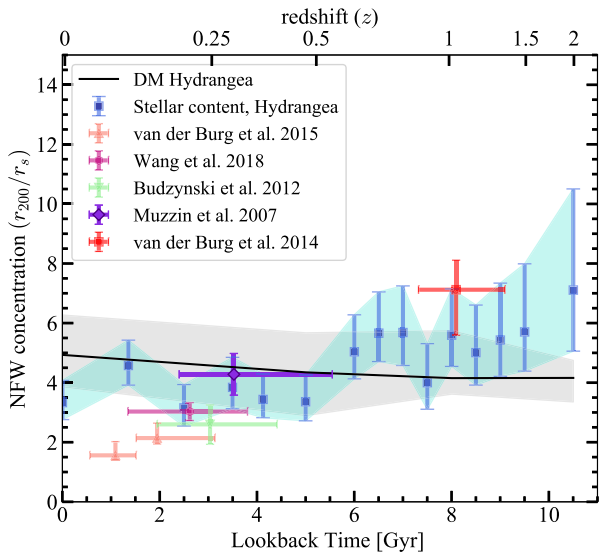 redshift (z)
0 0.25 0.5 1 1.5 2
14
12
10
8
6
4
2
0
NFW concentration (r200/rs)
DM Hydrangea
Stellar content, Hydrangea
van der Burg et al. 2015
Wang et al. 2018
Budzynski et al. 2012
Muzzin et al. 2007
van der Burg et al. 2014
0 2 4 6 8 10
Lookback Time [Gyr]